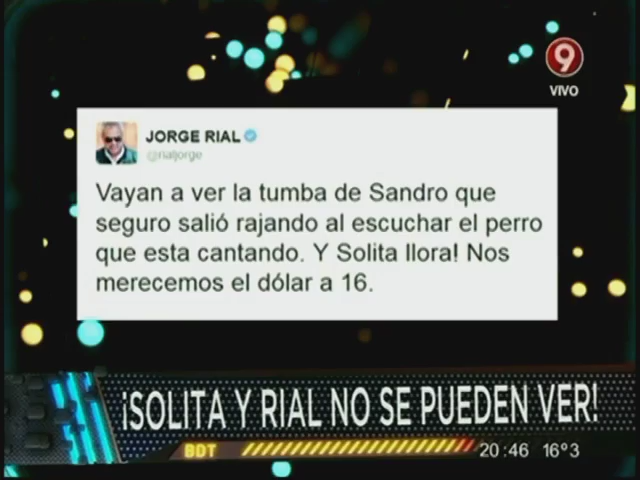 9
VIVO
JORGE RIAL
@rialjorge
Vayan a ver la tumba de Sandro que
seguro salió rajando al escuchar el perro
que esta cantando. Y Solita llora! Nos
merecemos el dólar a 16.
¡SOLITA Y RIAL NO SE PUEDEN VER!
BDT
20:46 16°3